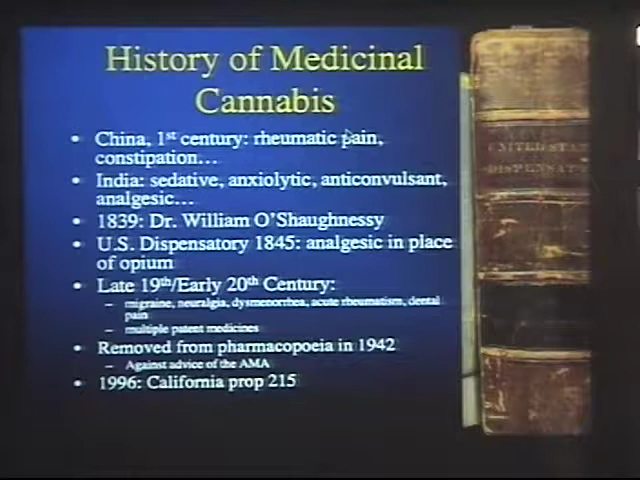 History of Medicinal
Cannabis
• China, 1st century: rheumatic pain,
constipation…
• India: sedative, anxiolytic, anticonvulsant,
analgesic…
• 1839: Dr. William O'Shaughnessy
• U.S. Dispensatory 1845: analgesic in place
of opium
• Late 19th/Early 20th Century:
– migraine, neuralgia, dysmenorrhea, acute rheumatism, dental
pain
– multiple patent medicines
• Removed from pharmacopoeia in 1942
– Against advice of the AMA
• 1996: California prop 215
UNITED STAT
DISPENSAT